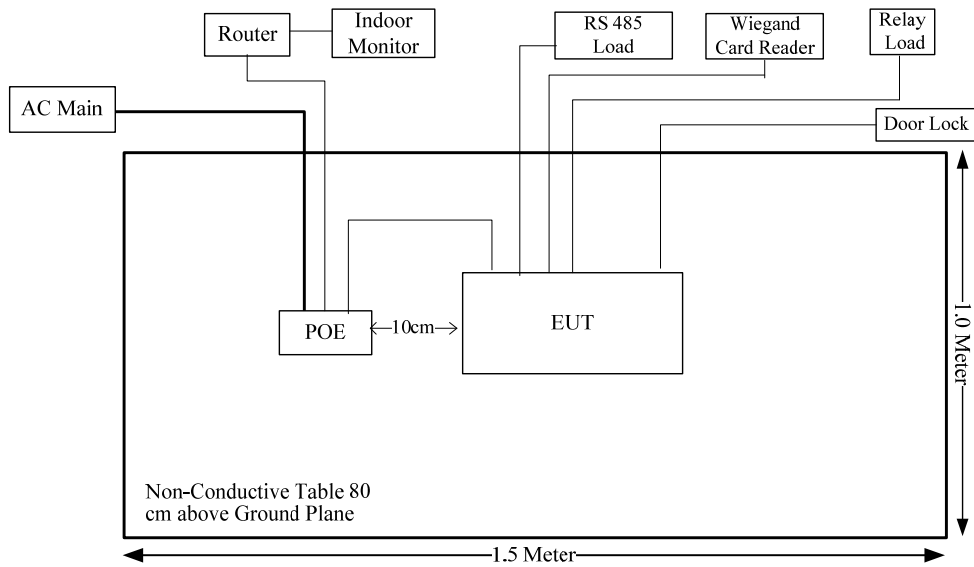 Router
Indoor
Monitor
RS 485
Load
Wiegand
Card Reader
Relay
Load
AC Main
Door Lock
POE
10cm
EUT
1.0 Meter
Non-Conductive Table 80
cm above Ground Plane
1.5 Meter